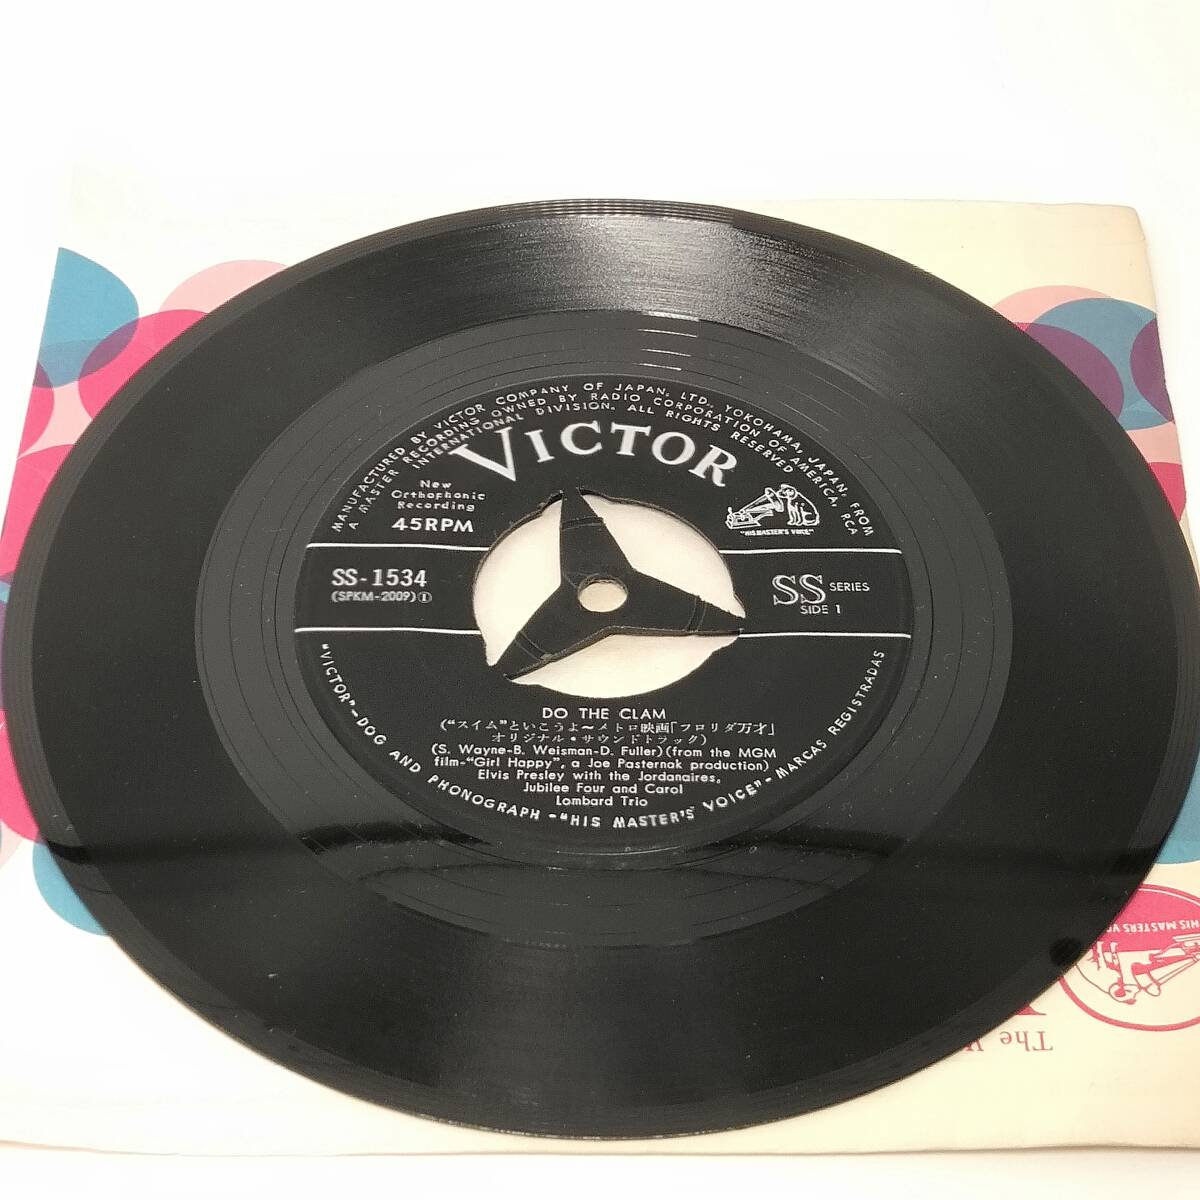 MANUFACTURED BY VICTOR COMPANY OF JAPAN, LTD., YOKOHAMA, JAPAN, FROM
A MASTER RECORDING OWNED BY RADIO CORPORATION OF AMERICA, RCA
INTERNATIONAL DIVISION. ALL RIGHTS RESERVED
VICTOR
New
Orthophonic
Recording
45RPM
"HIS MASTER'S VOICE"
SS-1534
(SPKM-2009)①
SS SERIES
SIDE 1
DO THE CLAM
("スイム"といこうよ〜メトロ映画「フロリダ万才」
オリジナル・サウンドトラック)
(S. Wayne-B. Weisman-D. Fuller)(from the MGM
film-"Girl Happy", a Joe Pasternak production)
Elvis Presley with the Jordanaires,
Jubilee Four and Carol
Lombard Trio
"VICTOR"-DOG AND PHONOGRAPH-"HIS MASTER'S VOICE"-MARCAS REGISTRADAS
HIS MASTERS
The